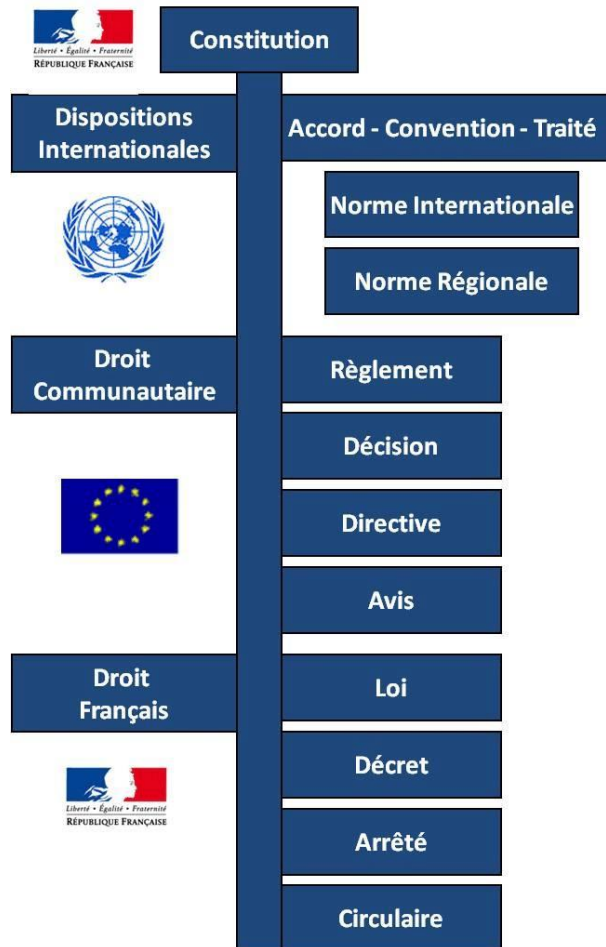 Liberté • Égalité • Fraternité
RÉPUBLIQUE FRANÇAISE
Constitution
Dispositions
Internationales
Accord - Convention - Traité
Norme Internationale
Norme Régionale
Droit
Communautaire
Règlement
Décision
Directive
Avis
Droit
Français
Loi
Décret
Liberté • Égalité • Fraternité
RÉPUBLIQUE FRANÇAISE
Arrêté
Circulaire